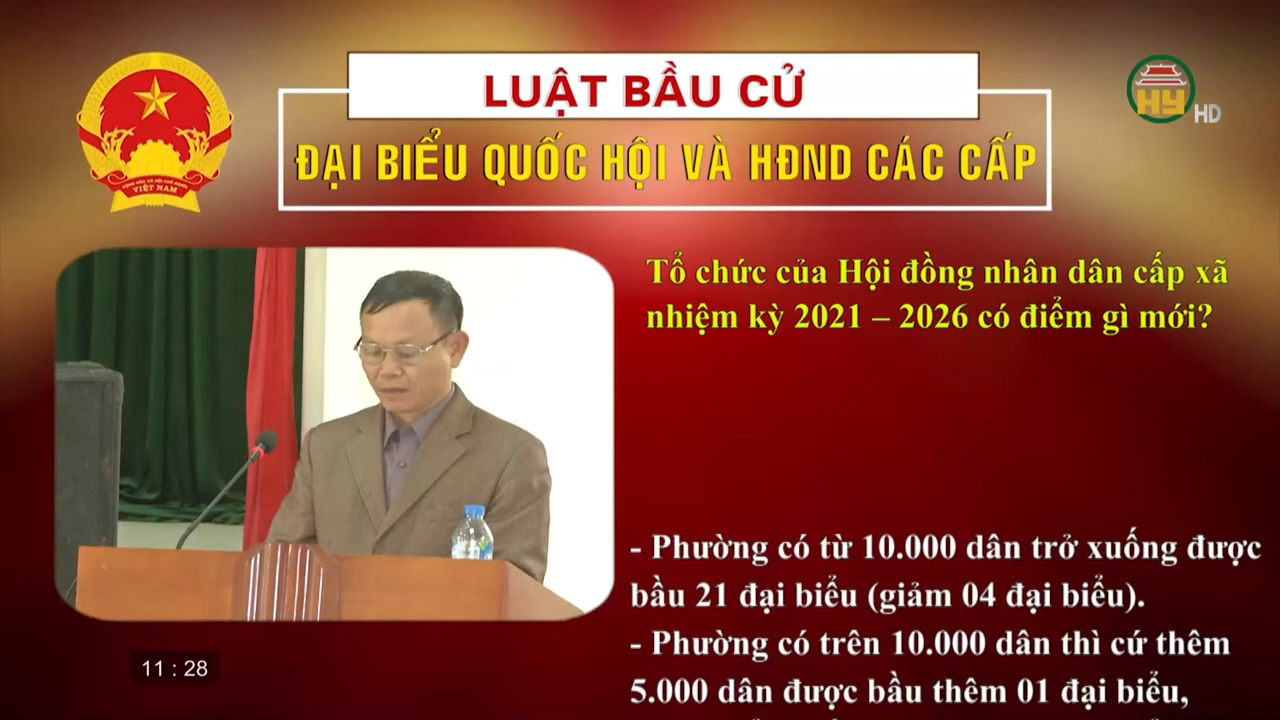 LUẬT BẦU CỬ
ĐẠI BIỂU QUỐC HỘI VÀ HĐND CÁC CẤP
VIỆT NAM
HY HD
Tổ chức của Hội đồng nhân dân cấp xã
nhiệm kỳ 2021 – 2026 có điểm gì mới?
- Phường có từ 10.000 dân trở xuống được
bầu 21 đại biểu (giảm 04 đại biểu).
- Phường có trên 10.000 dân thì cứ thêm
5.000 dân được bầu thêm 01 đại biểu,
11 : 28